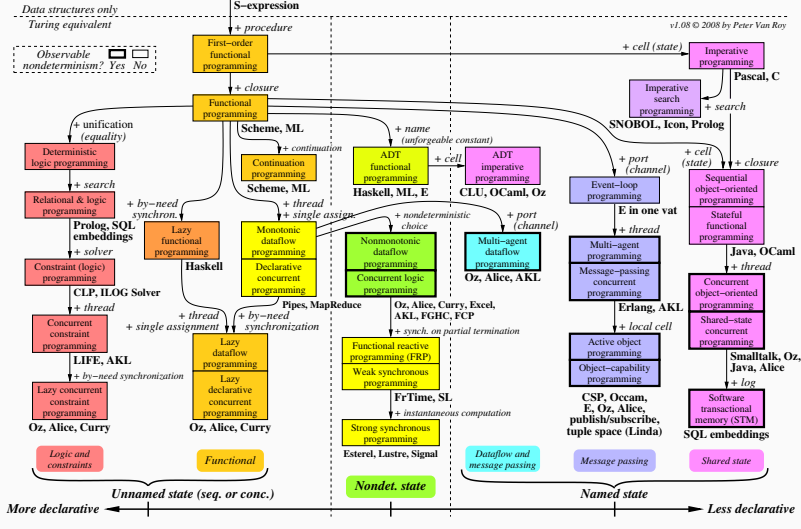 Data structures only
S−expression
Turing equivalent
v1.08 © 2008 by Peter Van Roy
+ procedure
Observable
nondeterminism? Yes No
First−order
functional
programming
+ cell (state)
Imperative
programming
Pascal, C
+ closure
Imperative
search
programming
+ search
SNOBOL, Icon, Prolog
Functional
programming
Scheme, ML
+ unification
(equality)
+ continuation
+ name
(unforgeable constant)
+ cell
(state)
+ closure
Deterministic
logic programming
Continuation
programming
Scheme, ML
ADT
functional
programming
Haskell, ML, E
+ cell
ADT
imperative
programming
CLU, OCaml, Oz
+ port
(channel)
Event−loop
programming
E in one vat
Sequential
object−oriented
programming
Stateful
functional
programming
Java, OCaml
+ search
Relational & logic
programming
Prolog, SQL
embeddings
+ by−need
synchron.
+ thread
+ single assign.
+ nondeterministic
choice
+ port
(channel)
+ thread
Lazy
functional
programming
Haskell
Monotonic
dataflow
programming
Declarative
concurrent
programming
Pipes, MapReduce
Nonmonotonic
dataflow
programming
Concurrent logic
programming
Oz, Alice, Curry, Excel,
AKL, FGHC, FCP
Multi−agent
dataflow
programming
Oz, Alice, AKL
Multi−agent
programming
Message−passing
concurrent
programming
Erlang, AKL
+ thread
Concurrent
object−oriented
programming
Shared−state
concurrent
programming
Smalltalk, Oz,
Java, Alice
+ solver
Constraint (logic)
programming
CLP, ILOG Solver
+ thread
Concurrent
constraint
programming
LIFE, AKL
+ by−need synchronization
Lazy concurrent
constraint
programming
Oz, Alice, Curry
+ thread
+ single assignment
+ by−need
synchronization
Lazy
dataflow
programming
Lazy
declarative
concurrent
programming
Oz, Alice, Curry
+ synch. on partial termination
Functional reactive
programming (FRP)
Weak synchronous
programming
FrTime, SL
+ instantaneous computation
Strong synchronous
programming
Esterel, Lustre, Signal
+ local cell
Active object
programming
Object−capability
programming
CSP, Occam,
E, Oz, Alice,
publish/subscribe,
tuple space (Linda)
+ log
Software
transactional
memory (STM)
SQL embeddings
Logic and
constraints
Functional
Nondet. state
Dataflow and
message passing
Message passing
Shared state
Unnamed state (seq. or conc.)
Named state
More declarative
Less declarative